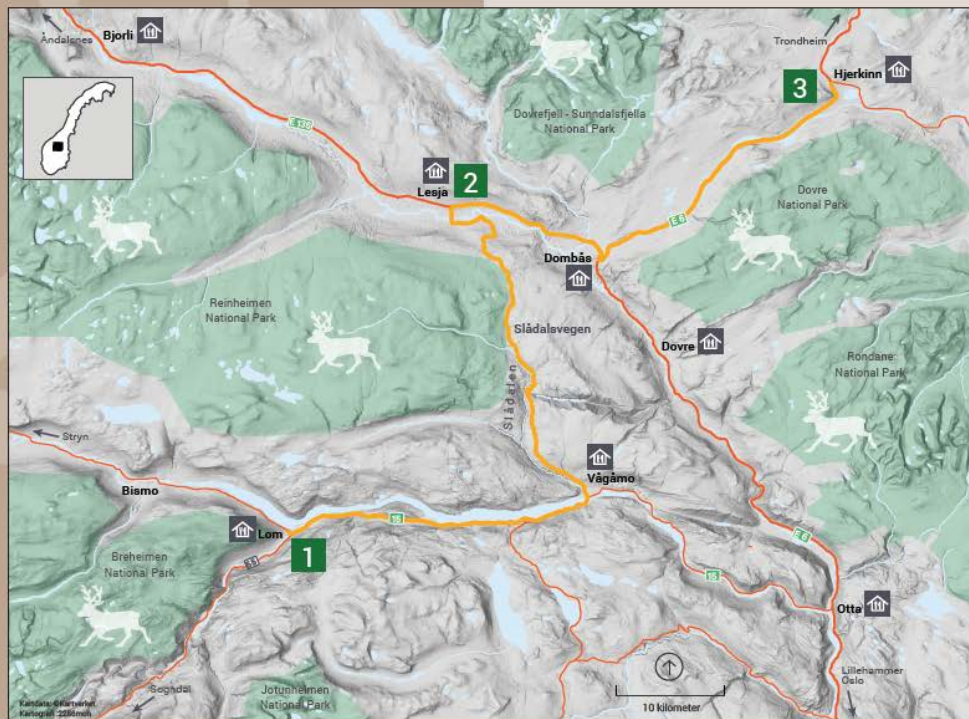 Åndalsnes
Bjorli
Trondheim
Hjerkinn
3
Dovrefjell - Sunndalsfjella
National Park
E 136
2
Lesja
Dovre
National Park
E 6
Dombås
Reinheimen
National Park
Slådalsvegen
Dovre
Rondane
National Park
Slådalen
Stryn
Vågåmo
Bismo
Lom
15
1
55
Breheimen
National Park
E 6
15
Otta
Sogndal
Jotunheimen
National Park
10 kilometer
Lillehammer
Oslo
Kartdata: ©Kartverket